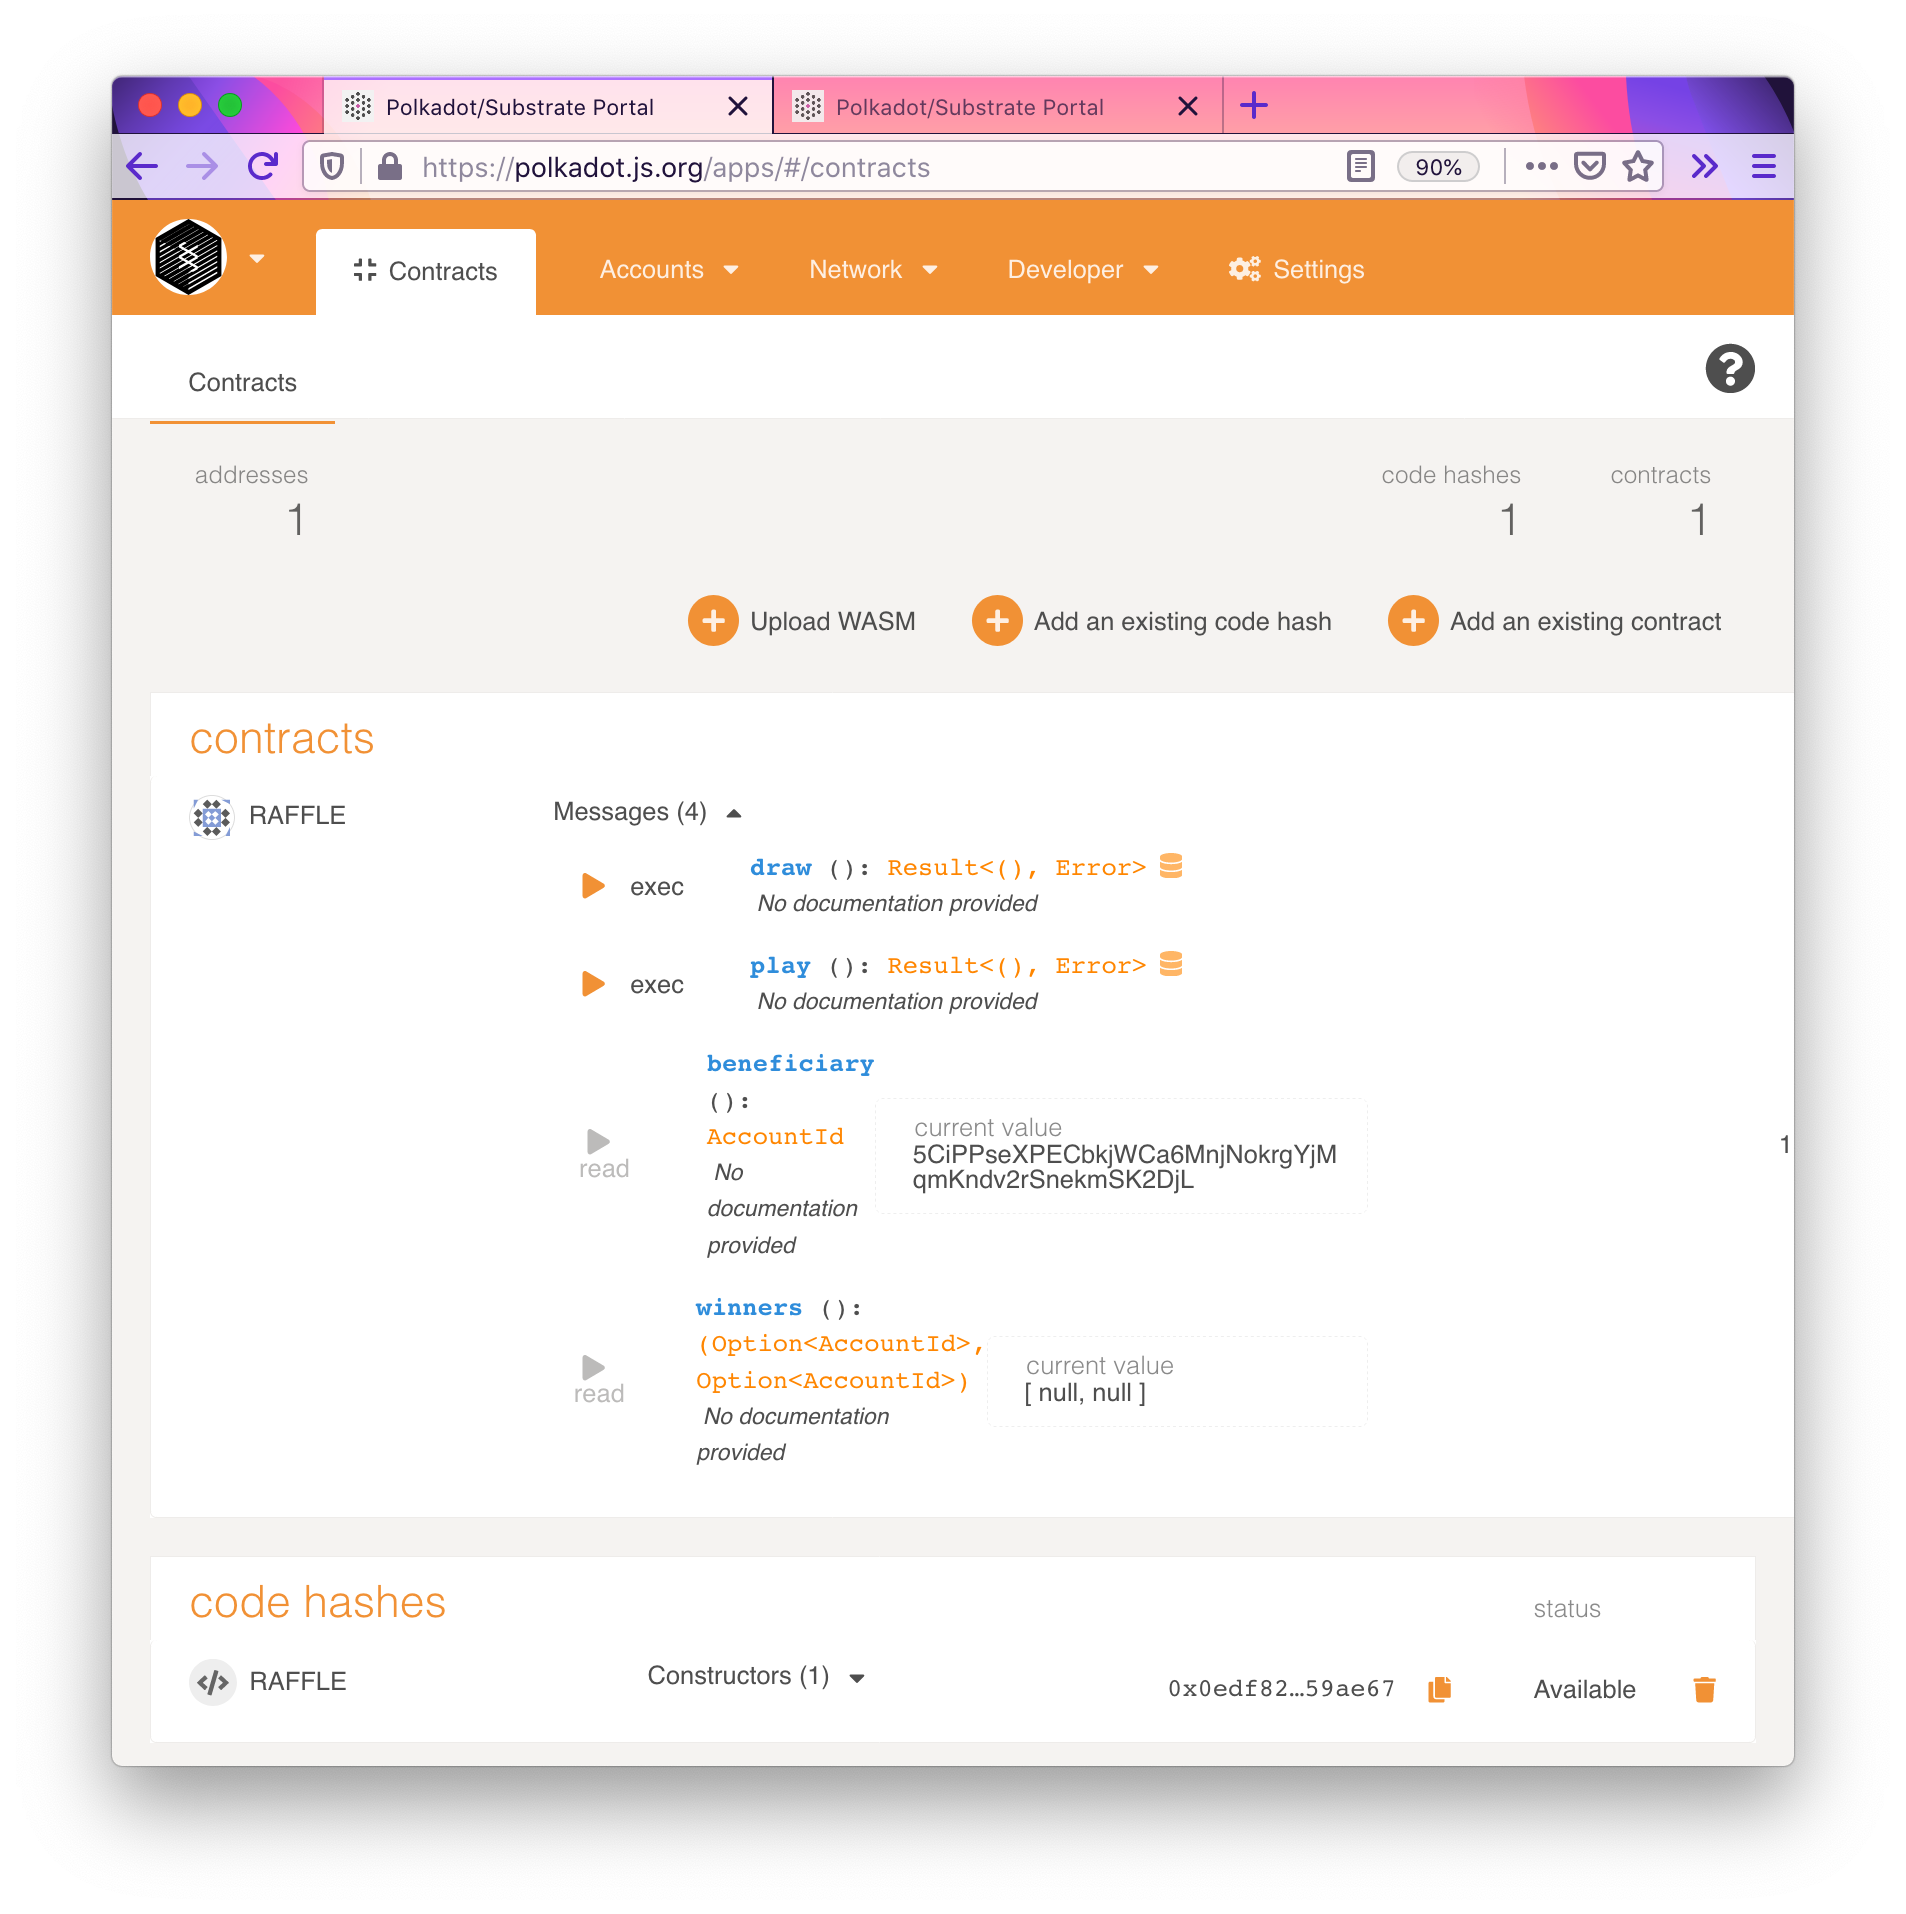 Polkadot/Substrate Portal
Polkadot/Substrate Portal
https://polkadot.js.org/apps/#/contracts
90%
Contracts
Accounts
Network
Developer
Settings
Contracts
addresses
1
code hashes
1
contracts
1
Upload WASM
Add an existing code hash
Add an existing contract
contracts
RAFFLE
Messages (4)
exec
draw (): Result<(), Error>
No documentation provided
exec
play (): Result<(), Error>
No documentation provided
read
beneficiary
():
AccountId
No
documentation
provided
current value
5CiPPseXPECbkjWCa6MnjNokrgYjM
qmKndv2rSnekmSK2DjL
1
read
winners ():
(Option<AccountId>,
Option<AccountId>)
No documentation
provided
current value
[ null, null ]
code hashes
status
RAFFLE
Constructors (1)
0x0edf82…59ae67
Available